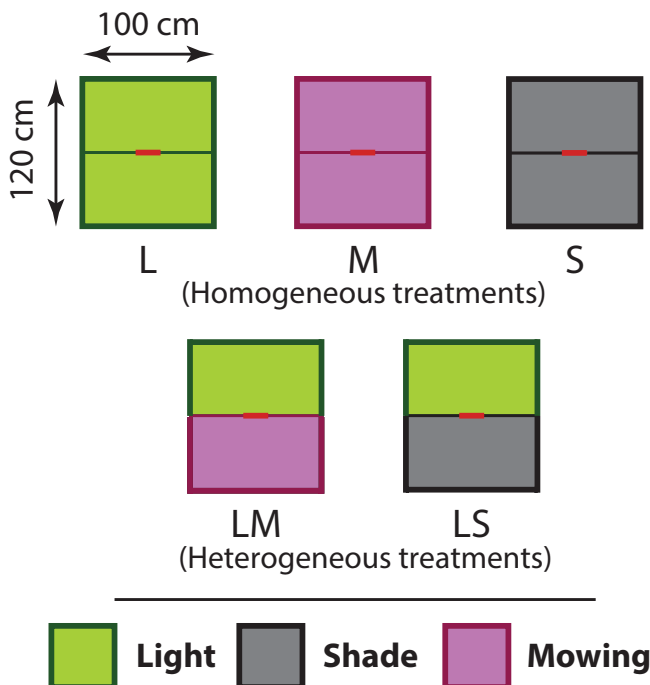 100 cm
120 cm
L M S
(Homogeneous treatments)
LM LS
(Heterogeneous treatments)
Light Shade Mowing